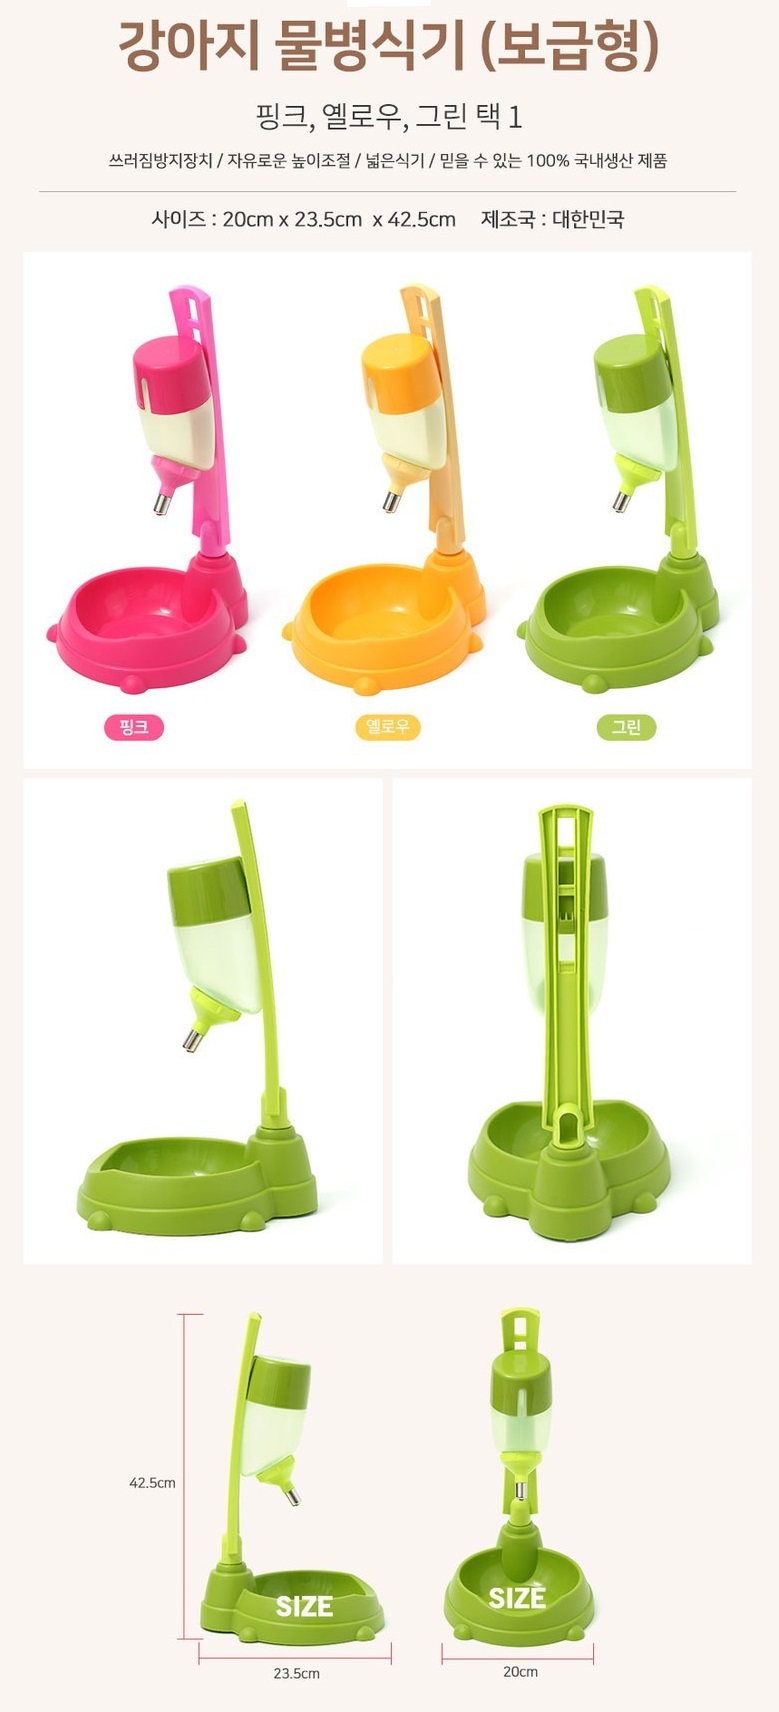 강아지 물병식기 (보급형)
핑크, 옐로우, 그린 택 1
쓰러짐방지장치 / 자유로운 높이조절 / 넓은식기 / 믿을 수 있는 100% 국내생산 제품
사이즈 : 20cm x 23.5cm x 42.5cm 제조국 : 대한민국
핑크 옐로우 그린
42.5cm
SIZE SIZE
23.5cm 20cm